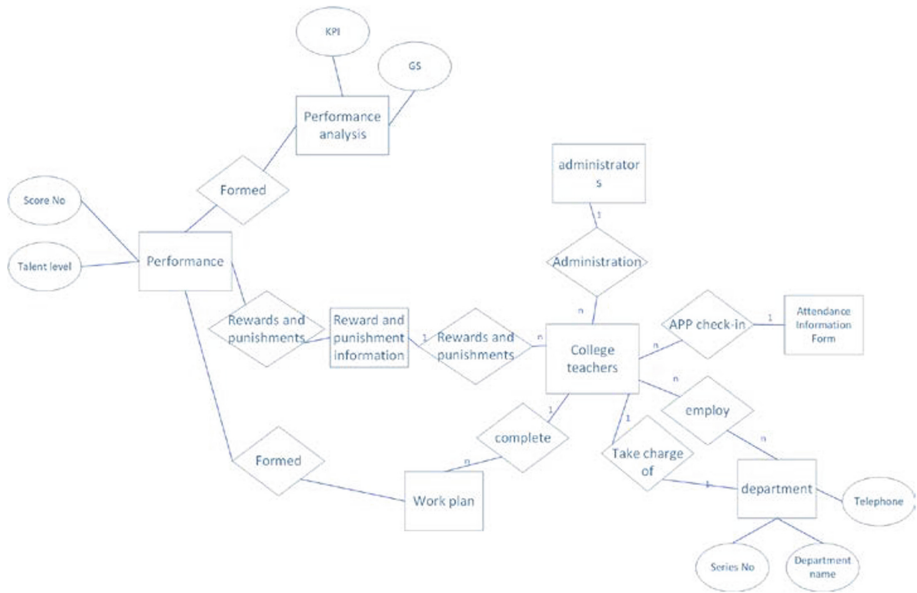 KPI
GS
Performance
analysis
administrator
s
Formed
1
Score No
Performance
Administration
Talent level
n
Rewards and
punishments
Reward and
punishment
information
1
Rewards and
punishments
n
College
teachers
n
APP check-in
1
Attendance
Information
Form
n
employ
n
1
complete
n
1
Take charge
of
1
Formed
Work plan
department
Telephone
Series No
Department
name